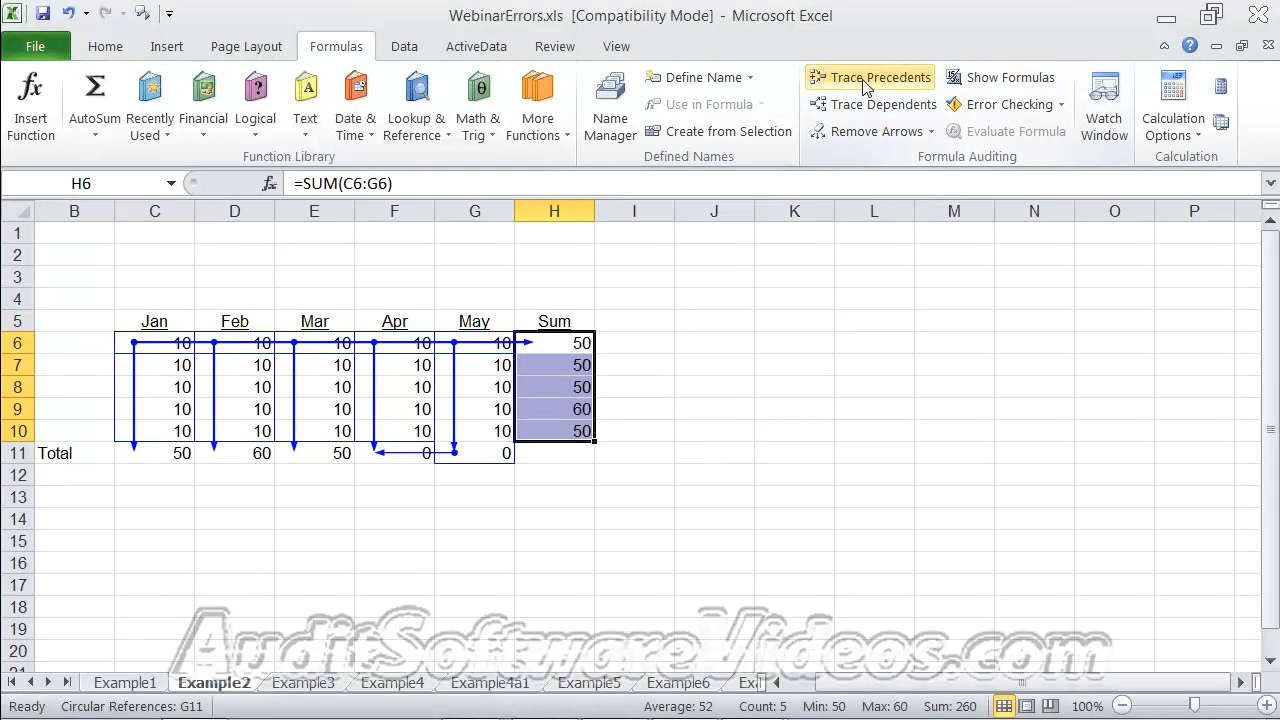 WebinarErrors.xls [Compatibility Mode] - Microsoft Excel
File Home Insert Page Layout Formulas Data ActiveData Review View
Insert Function
AutoSum
Recently Used
Financial
Logical
Text
Date & Time
Lookup & Reference
Math & Trig
More Functions
Function Library
Name Manager
Define Name
Use in Formula
Create from Selection
Defined Names
Trace Precedents
Trace Dependents
Remove Arrows
Show Formulas
Error Checking
Evaluate Formula
Formula Auditing
Watch Window
Calculation Options
Calculation
H6 fx =SUM(C6:G6)
B C D E F G H I J K L M N O P
1
2
3
4
5 Jan Feb Mar Apr May Sum
6 10 10 10 10 10 50
7 10 10 10 10 10 50
8 10 10 10 10 10 50
9 10 10 10 10 10 60
10 10 10 10 10 10 50
11 Total 50 60 50 0 0
12
13
14
15
16
17
18
19
20
AuditSoftwareVideos.com
Example1 Example2 Example3 Example4 Example4a1 Example5 Example6
Ready Circular References: G11 Average: 52 Count: 5 Min: 50 Max: 60 Sum: 260 100%